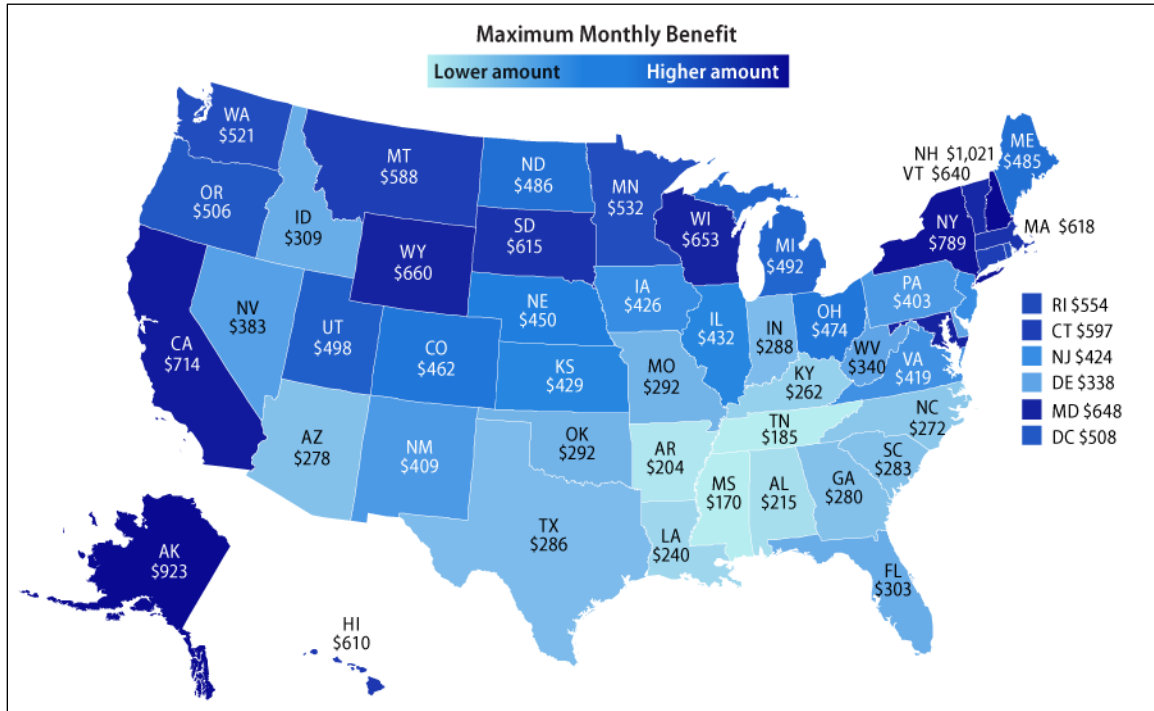 Maximum Monthly Benefit
Lower amount
Higher amount
WA
$521
OR
$506
CA
$714
ID
$309
NV
$383
MT
$588
WY
$660
UT
$498
AZ
$278
CO
$462
NM
$409
ND
$486
SD
$615
NE
$450
KS
$429
OK
$292
TX
$286
MN
$532
IA
$426
MO
$292
AR
$204
LA
$240
WI
$653
IL
$432
MI
$492
IN
$288
OH
$474
KY
$262
TN
$185
MS
$170
AL
$215
GA
$280
FL
$303
SC
$283
NC
$272
WV
$340
VA
$419
PA
$403
NY
$789
NH $1,021
VT $640
ME
$485
MA $618
RI $554
CT $597
NJ $424
DE $338
MD $648
DC $508
AK
$923
HI
$610